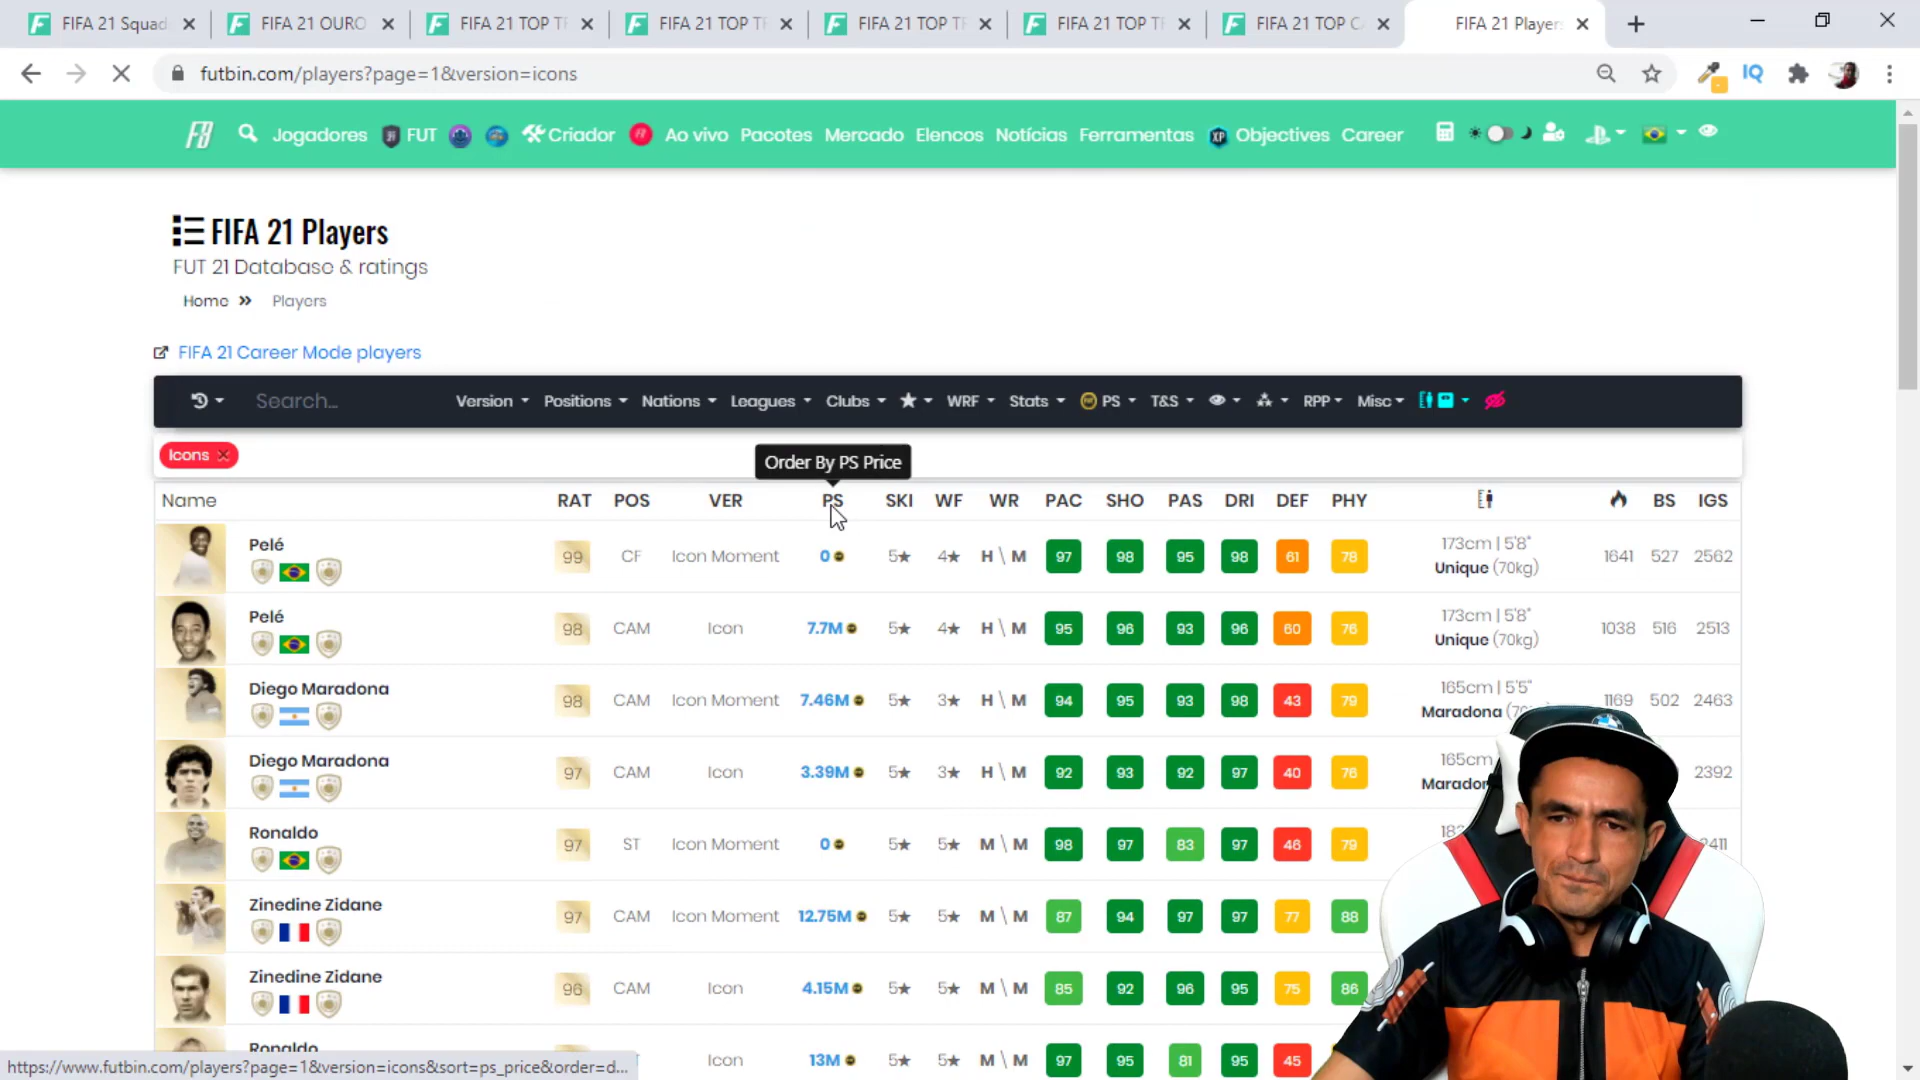 FIFA 21 Squad FIFA 21 OURO FIFA 21 TOP TF FIFA 21 TOP TF FIFA 21 TOP TF FIFA 21 TOP TF FIFA 21 TOP C FIFA 21 Player
futbin.com/players?page=1&version=icons
IQ
F8 Jogadores FUT Criador Ao vivo Pacotes Mercado Elencos Notícias Ferramentas XP Objectives Career
FIFA 21 Players
FUT 21 Database & ratings
Home » Players
FIFA 21 Career Mode players
Search... Version Positions Nations Leagues Clubs WRF Stats PS T&S RPP Misc
Icons
Order By PS Price
Name RAT POS VER PS SKI WF WR PAC SHO PAS DRI DEF PHY BS IGS
Pelé 99 CF Icon Moment 0 5★ 4★ H \ M 97 98 95 98 61 78 173cm | 5'8" 1641 527 2562
Unique (70kg)
Pelé 98 CAM Icon 7.7M 5★ 4★ H \ M 95 96 93 96 60 76 173cm | 5'8" 1038 516 2513
Unique (70kg)
Diego Maradona 98 CAM Icon Moment 7.46M 5★ 3★ H \ M 94 95 93 98 43 79 165cm | 5'5" 1169 502 2463
Maradona
Diego Maradona 97 CAM Icon 3.39M 5★ 3★ H \ M 92 93 92 97 40 76 165cm 2392
Ronaldo 97 ST Icon Moment 0 5★ 5★ M \ M 98 97 83 97 46 79
Zinedine Zidane 97 CAM Icon Moment 12.75M 5★ 5★ M \ M 87 94 97 97 77 88
Zinedine Zidane 96 CAM Icon 4.15M 5★ 5★ M \ M 85 92 96 95 75 86
Ronaldo Icon 13M 5★ 5★ M \ M 97 95 81 95 45
https://www.futbin.com/players?page=1&version=icons&sort=ps_price&order=d...